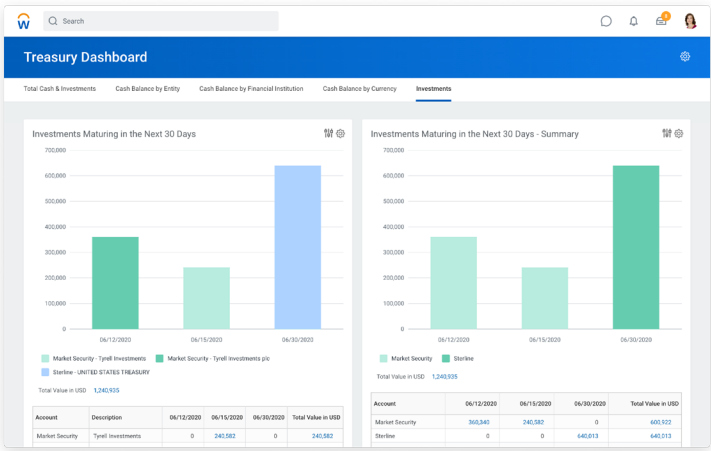 Search
6
Treasury Dashboard
Total Cash & Investments Cash Balance by Entity Cash Balance by Financial Institution Cash Balance by Currency Investments
Investments Maturing in the Next 30 Days
700,000
600,000
500,000
400,000
300,000
200,000
100,000
0
06/12/2020 06/15/2020 06/30/2020
Market Security - Tyrell Investments Market Security - Tyrell Investments plc
Sterline - UNITED STATES TREASURY
Total Value in USD 1,240,935
Account Description 06/12/2020 06/15/2020 06/30/2020 Total Value in USD
Market Security Tyrell Investments 0 240,582 0 240,582
Investments Maturing in the Next 30 Days - Summary
700,000
600,000
500,000
400,000
300,000
200,000
100,000
0
06/12/2020 06/15/2020 06/30/2020
Market Security Sterline
Total Value in USD 1,240,935
Account 06/12/2020 06/15/2020 06/30/2020 Total Value in USD
Market Security 360,340 240,582 0 600,922
Sterline 0 0 640,013 640,013